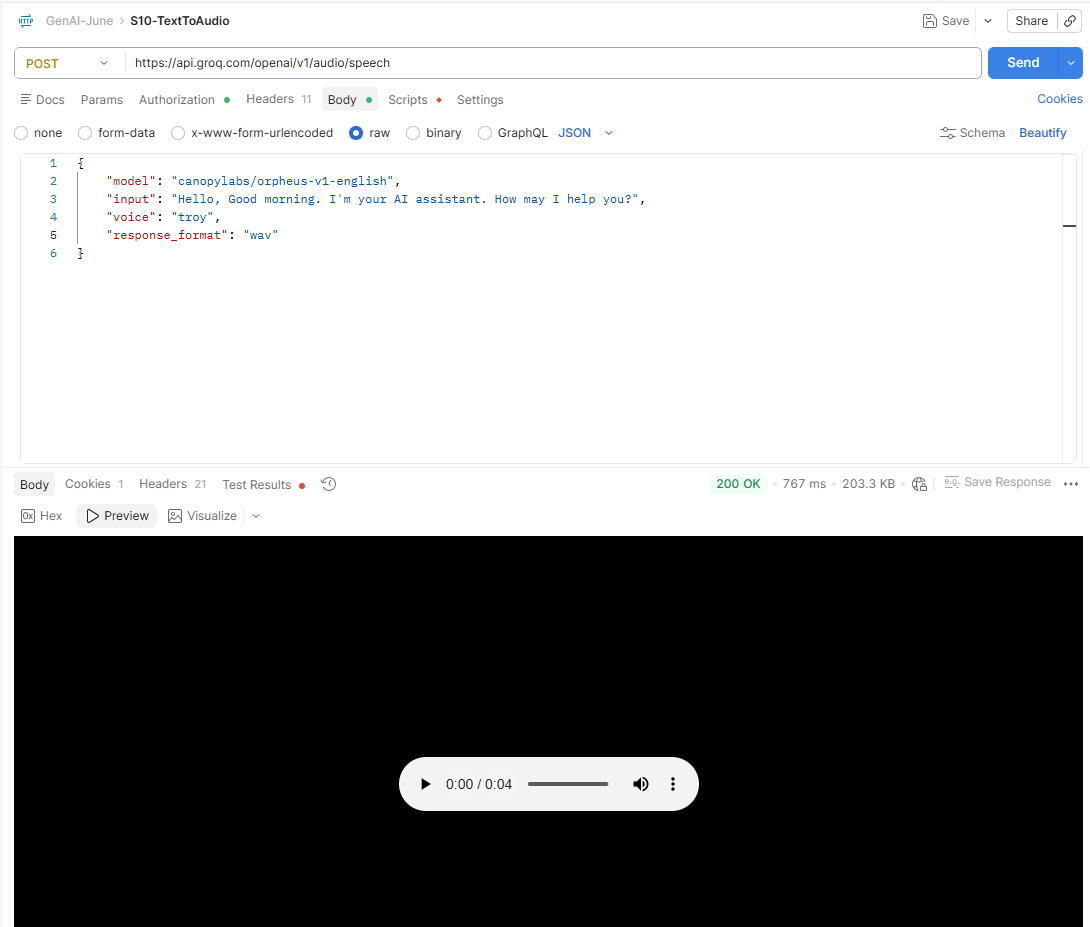 HTTP GenAI-June > S10-TextToAudio Save Share
POST https://api.groq.com/openai/v1/audio/speech Send
Docs Params Authorization Headers 11 Body Scripts Settings Cookies
none form-data x-www-form-urlencoded raw binary GraphQL JSON Schema Beautify
1 {
2 "model": "canopylabs/orpheus-v1-english",
3 "input": "Hello, Good morning. I'm your AI assistant. How may I help you?",
4 "voice": "troy",
5 "response_format": "wav"
6 }
Body Cookies 1 Headers 21 Test Results 200 OK • 767 ms • 203.3 KB • e.g. Save Response
0x Hex Preview Visualize
0:00 / 0:04